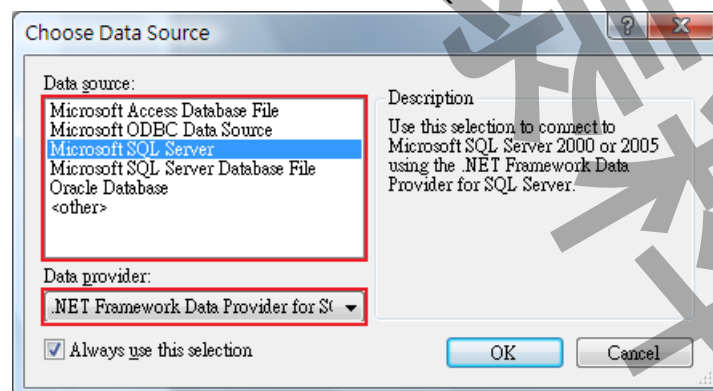 Choose Data Source
?
X
Data source:
Microsoft Access Database File
Microsoft ODBC Data Source
Microsoft SQL Server
Microsoft SQL Server Database File
Oracle Database
<other>
Description
Use this selection to connect to
Microsoft SQL Server 2000 or 2005
using the .NET Framework Data
Provider for SQL Server.
Data provider:
.NET Framework Data Provider for
Always use this selection
OK
Cancel